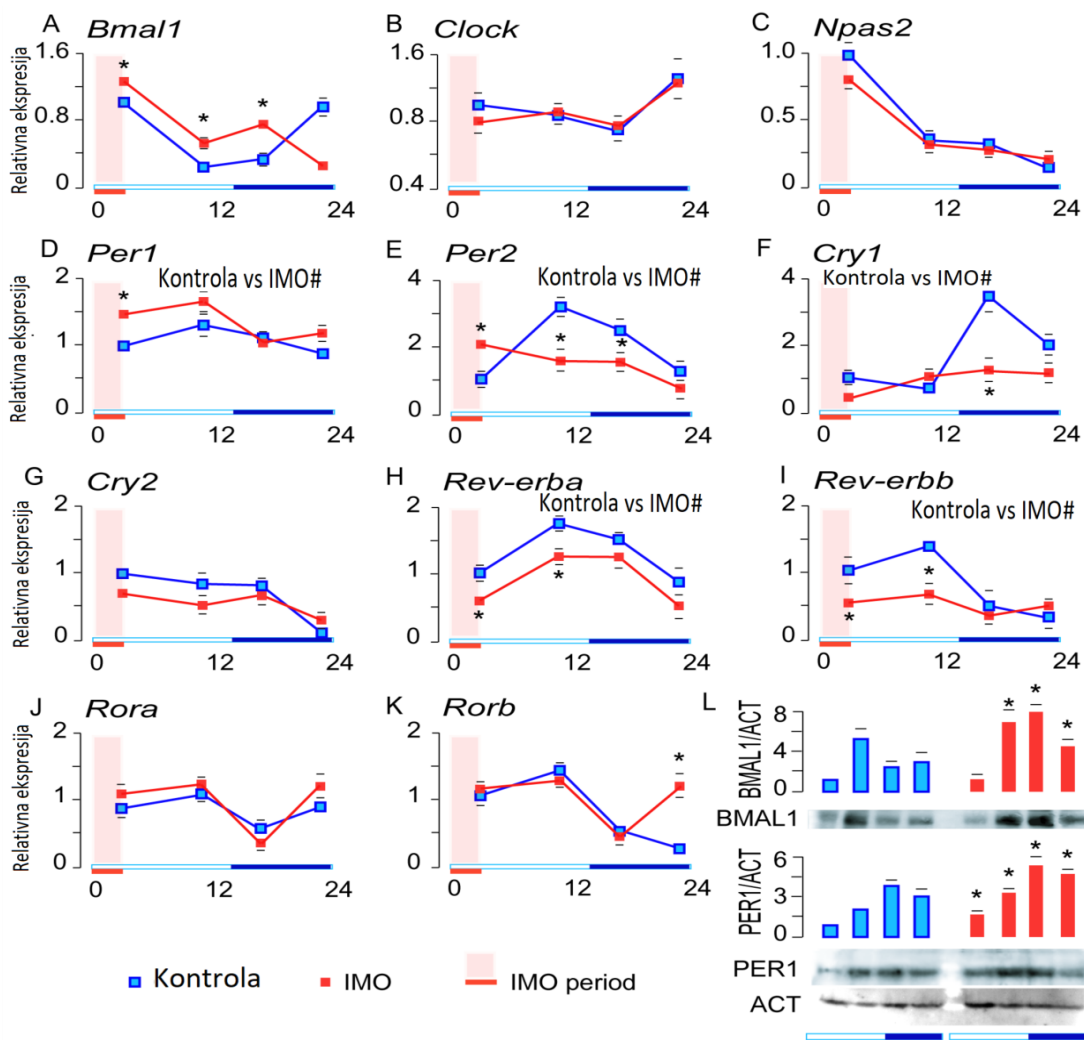 A Bmal1
B Clock
C Npas2
Relativna ekspresija
1.6
0.8
0
*
*
*
0 12 24
1.6
0.8
0.4
0 12 24
1.0
0.5
0
0 12 24
D Per1
E Per2
F Cry1
Kontrola vs IMO#
Kontrola vs IMO#
Kontrola vs IMO#
Relativna ekspresija
2
1
0
*
0 12 24
4
2
0
*
*
*
0 12 24
4
2
0
*
0 12 24
G Cry2
H Rev-erba
I Rev-erbb
Kontrola vs IMO#
Kontrola vs IMO#
Relativna ekspresija
2
1
0
0 12 24
2
1
0
*
*
0 12 24
2
1
0
*
*
0 12 24
J Rora
K Rorb
L
Relativna ekspresija
2
1
0
0 12 24
2
1
0
*
0 12 24
BMAL1/ACT
8
4
0
* * *
BMAL1
PER1/ACT
6
3
0
* * * *
PER1
ACT
Kontrola
IMO
IMO period